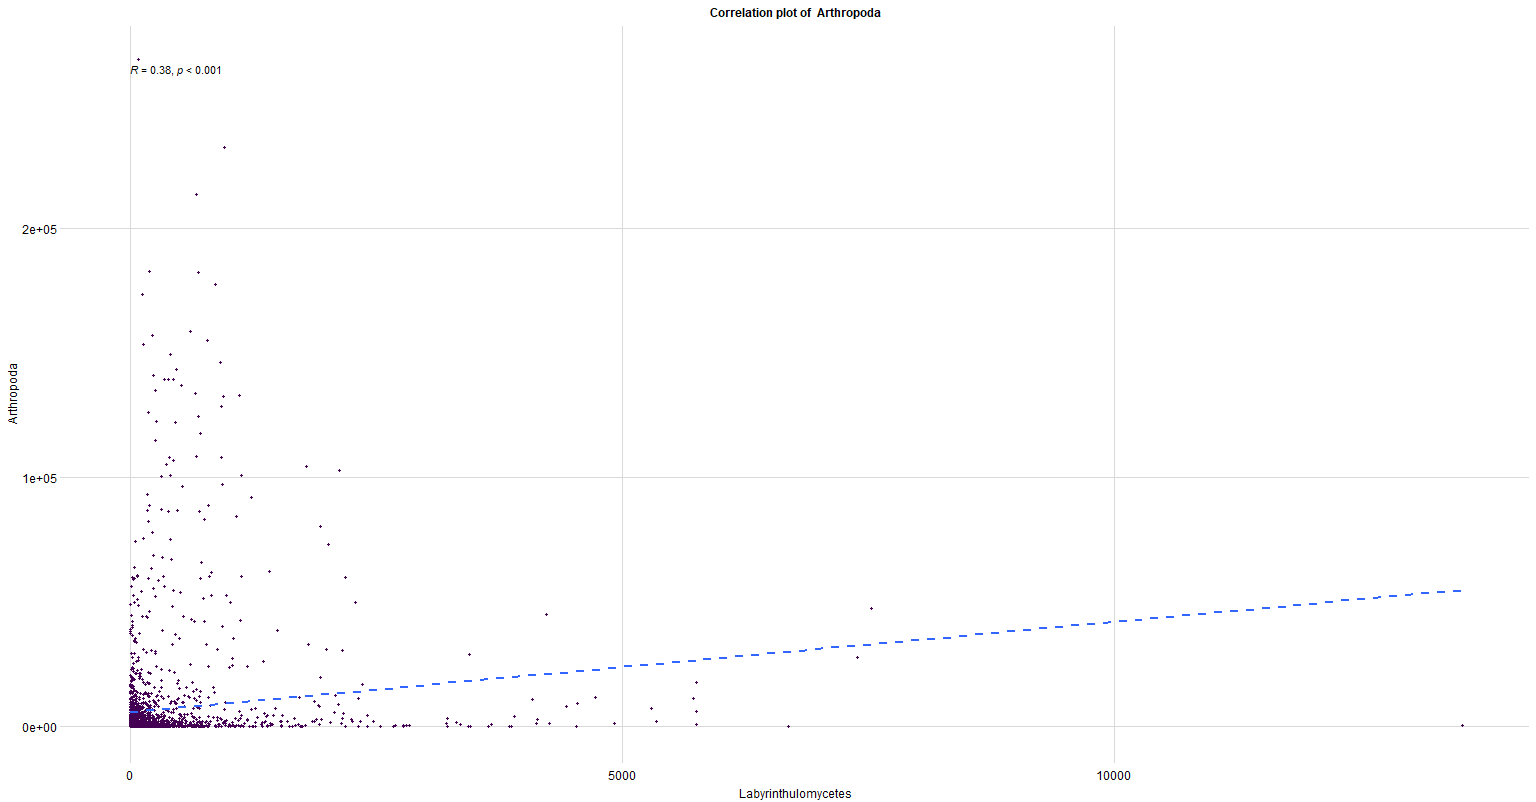 Correlation plot of Arthropoda
R = 0.38, p < 0.001
2e+05
1e+05
0e+00
Arthropoda
0
5000
10000
Labyrinthulomycetes